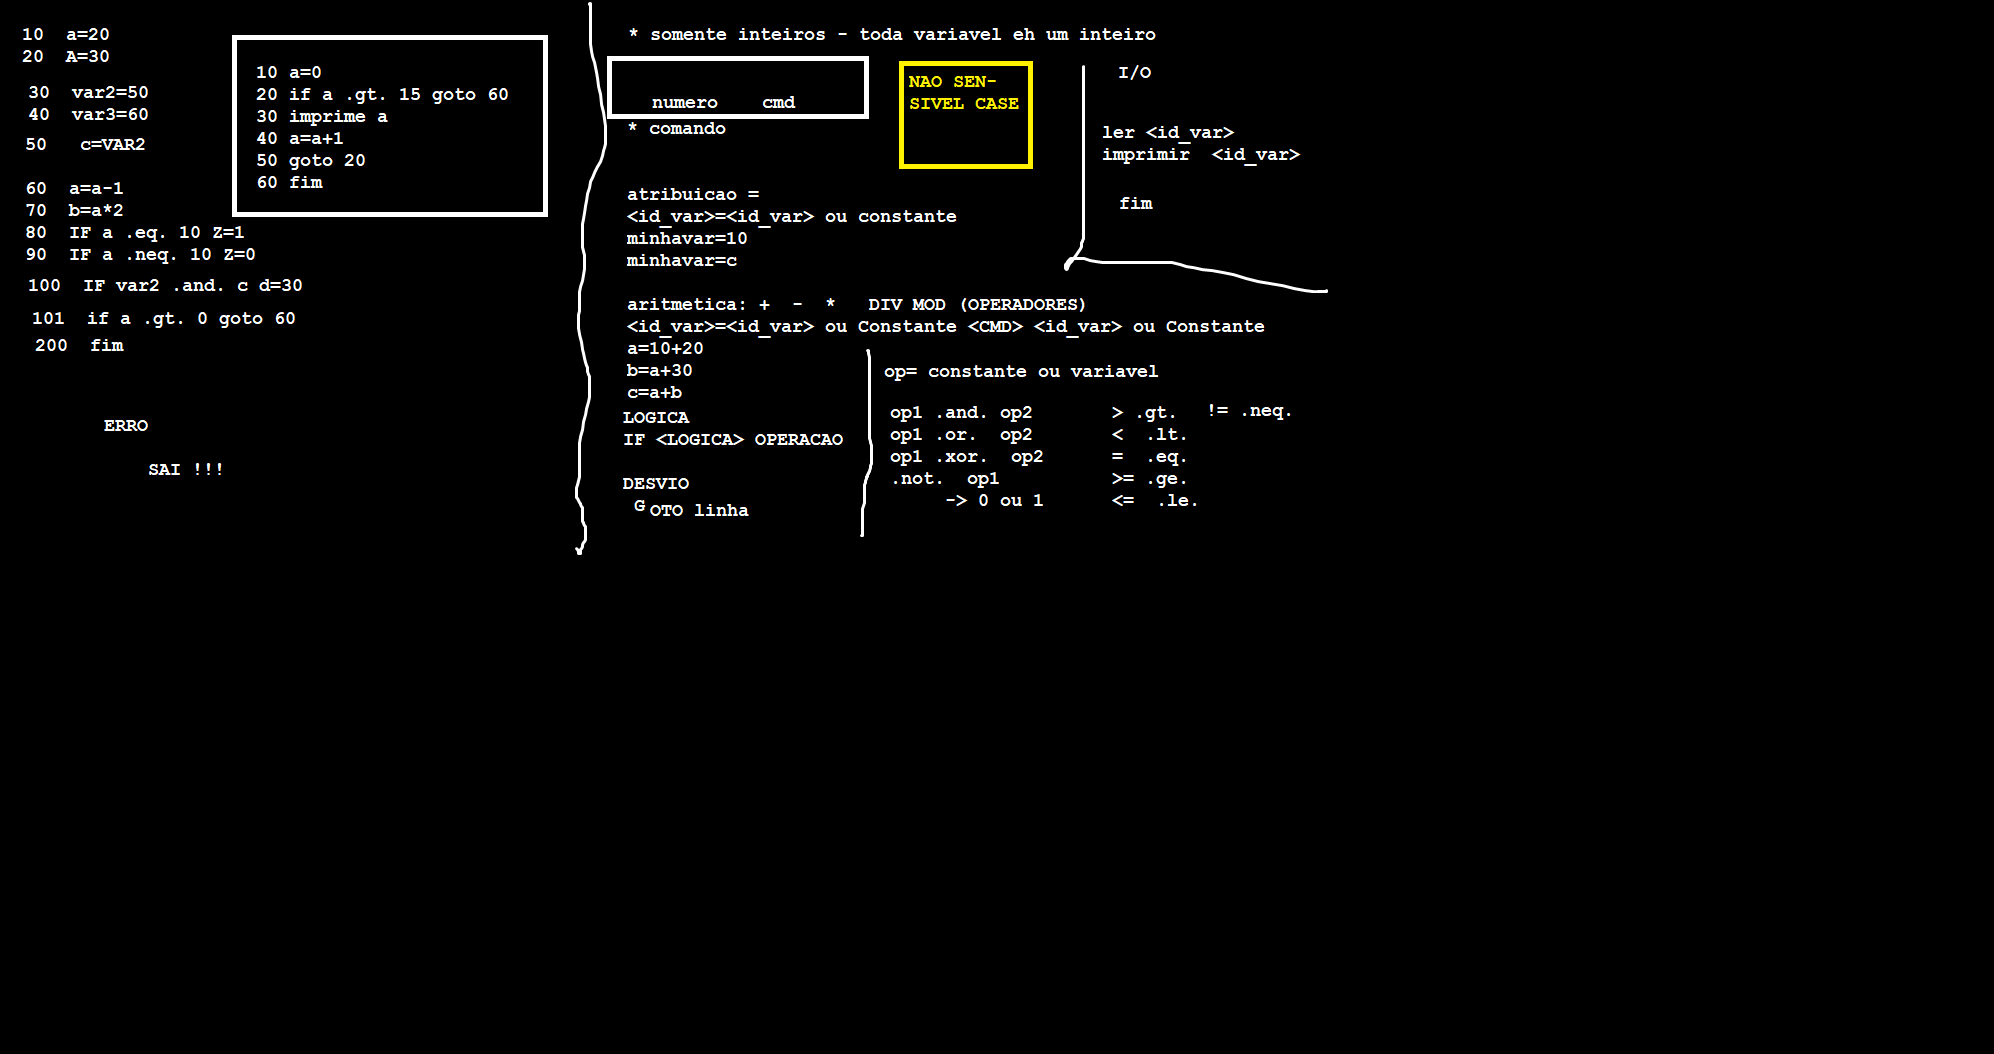 10  a=20
20  A=30
30  var2=50
40  var3=60
50   c=VAR2
60  a=a-1
70  b=a*2
80  IF a .eq. 10 Z=1
90  IF a .neq. 10 Z=0
100  IF var2 .and. c d=30
101  if a .gt. 0 goto 60
200  fim
ERRO
SAI !!!
10 a=0
20 if a .gt. 15 goto 60
30 imprime a
40 a=a+1
50 goto 20
60 fim
* somente inteiros - toda variavel eh um inteiro
numero    cmd
* comando
NAO SEN-
SIVEL CASE
I/O
ler <id_var>
imprimir  <id_var>
fim
atribuicao =
<id_var>=<id_var> ou constante
minhavar=10
minhavar=c
aritmetica: +  -  *   DIV MOD (OPERADORES)
<id_var>=<id_var> ou Constante <CMD> <id_var> ou Constante
a=10+20
b=a+30
c=a+b
LOGICA
IF <LOGICA> OPERACAO
DESVIO
GOTO linha
op= constante ou variavel
op1 .and. op2
op1 .or.  op2
op1 .xor.  op2
.not.  op1
-> 0 ou 1
> .gt.   != .neq.
<  .lt.
=  .eq.
>= .ge.
<=  .le.